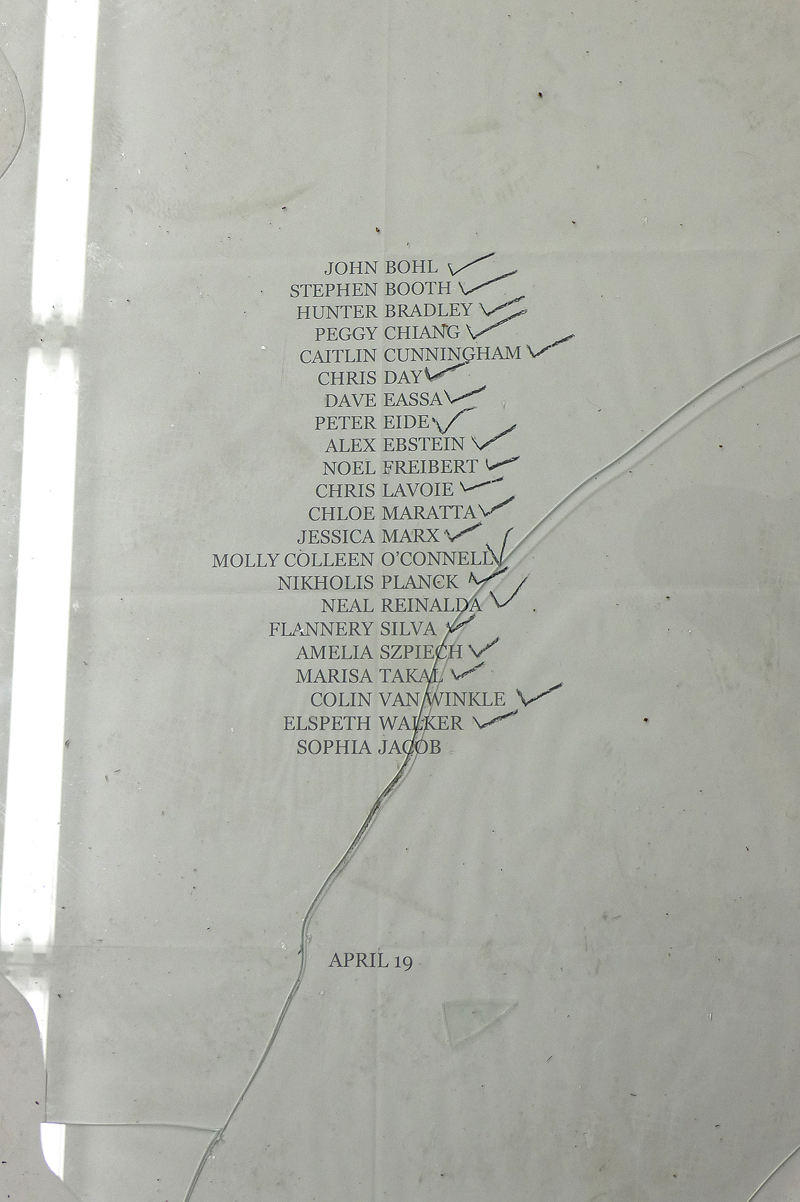 JOHN BOHL
STEPHEN BOOTH
HUNTER BRADLEY
PEGGY CHIANG
CAITLIN CUNNINGHAM
CHRIS DAY
DAVE EASSA
PETER EIDE
ALEX EBSTEIN
NOEL FREIBERT
CHRIS LAVOIE
CHLOE MARATTA
JESSICA MARX
MOLLY COLLEEN O'CONNELL
NIKHOLIS PLANCK
NEAL REINALDA
FLANNERY SILVA
AMELIA SZPIECH
MARISA TAKAL
COLIN VAN WINKLE
ELSPETH WALKER
SOPHIA JACOB
APRIL 19